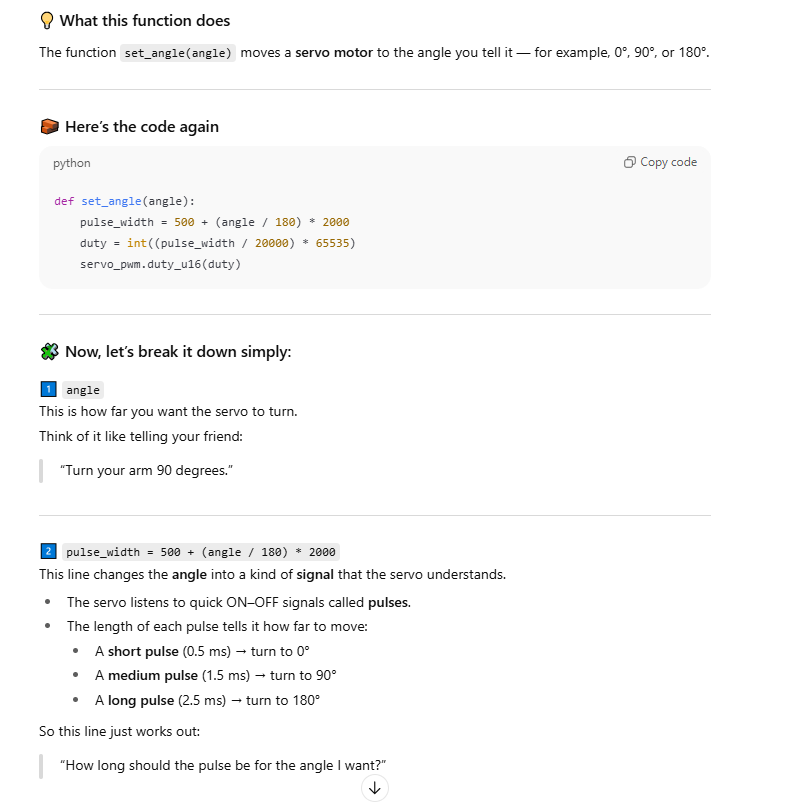 💡 What this function does
The function set_angle(angle) moves a servo motor to the angle you tell it — for example, 0°, 90°, or 180°.
🧱 Here’s the code again
python
Copy code
def set_angle(angle):
    pulse_width = 500 + (angle / 180) * 2000
    duty = int((pulse_width / 20000) * 65535)
    servo_pwm.duty_u16(duty)
🧩 Now, let’s break it down simply:
1️⃣ angle
This is how far you want the servo to turn.
Think of it like telling your friend:
“Turn your arm 90 degrees.”
2️⃣ pulse_width = 500 + (angle / 180) * 2000
This line changes the angle into a kind of signal that the servo understands.
• The servo listens to quick ON–OFF signals called pulses.
• The length of each pulse tells it how far to move:
• A short pulse (0.5 ms) → turn to 0°
• A medium pulse (1.5 ms) → turn to 90°
• A long pulse (2.5 ms) → turn to 180°
So this line just works out:
“How long should the pulse be for the angle I want?”